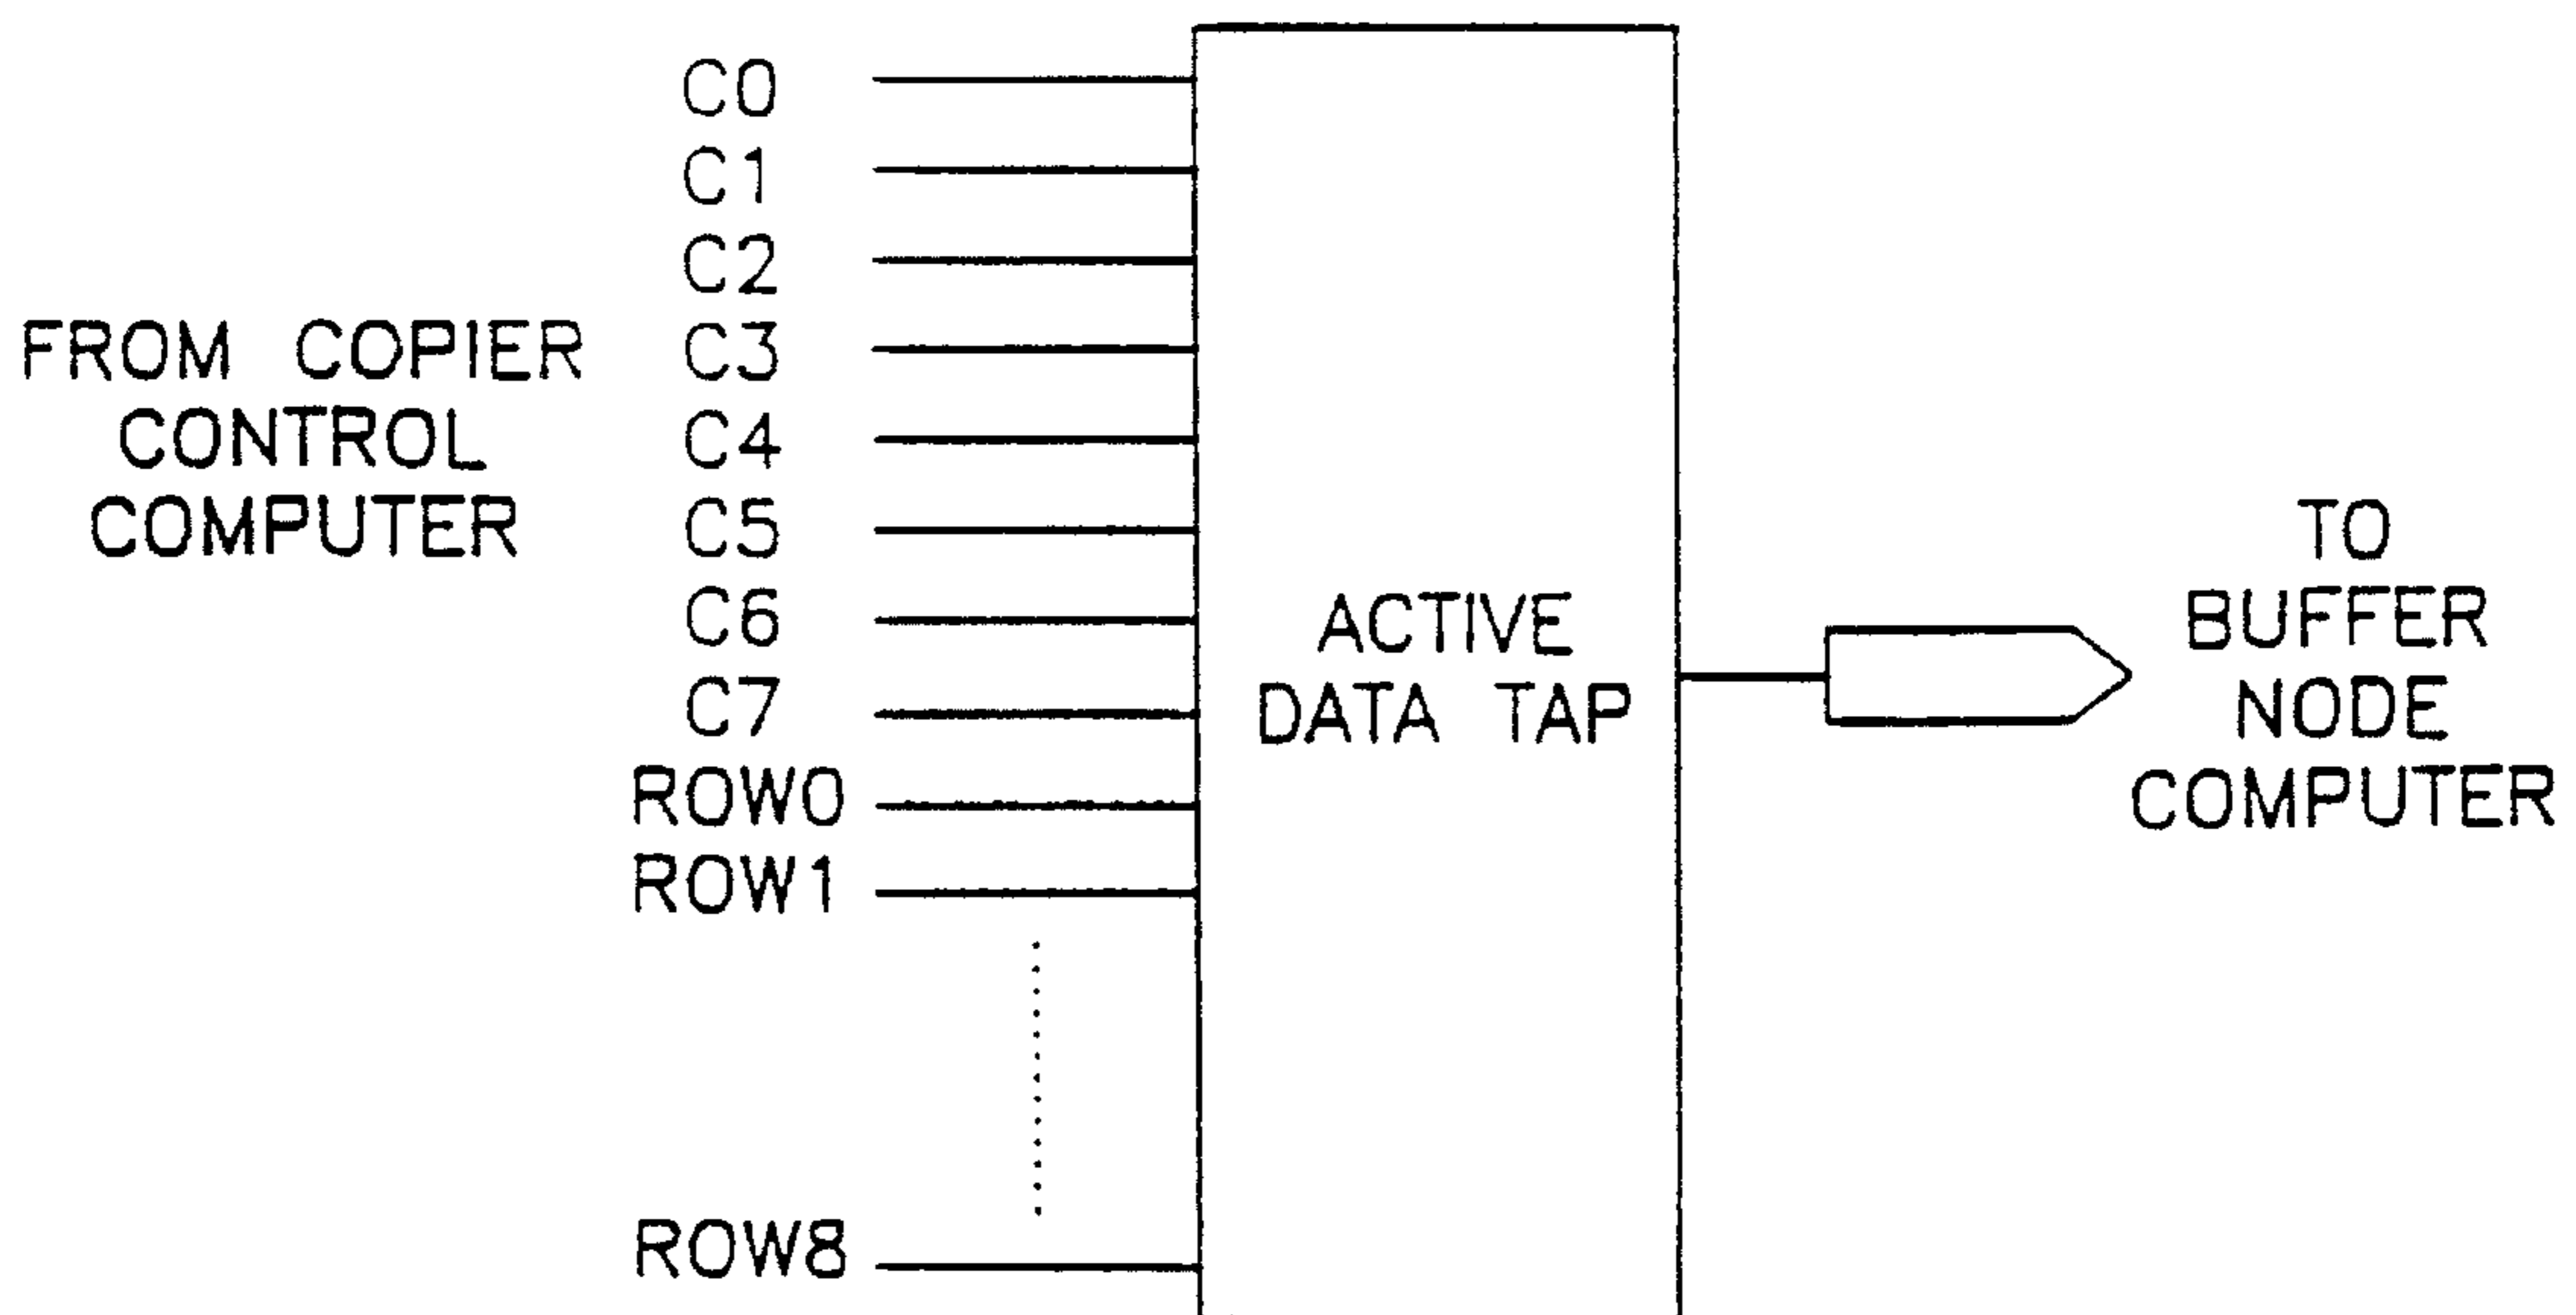 C0
C1
C2
FROM COPIER
CONTROL
COMPUTER
C3
C4
C5
C6
C7
ROW0
ROW1
ROW8
ACTIVE
DATA TAP
TO
BUFFER
NODE
COMPUTER